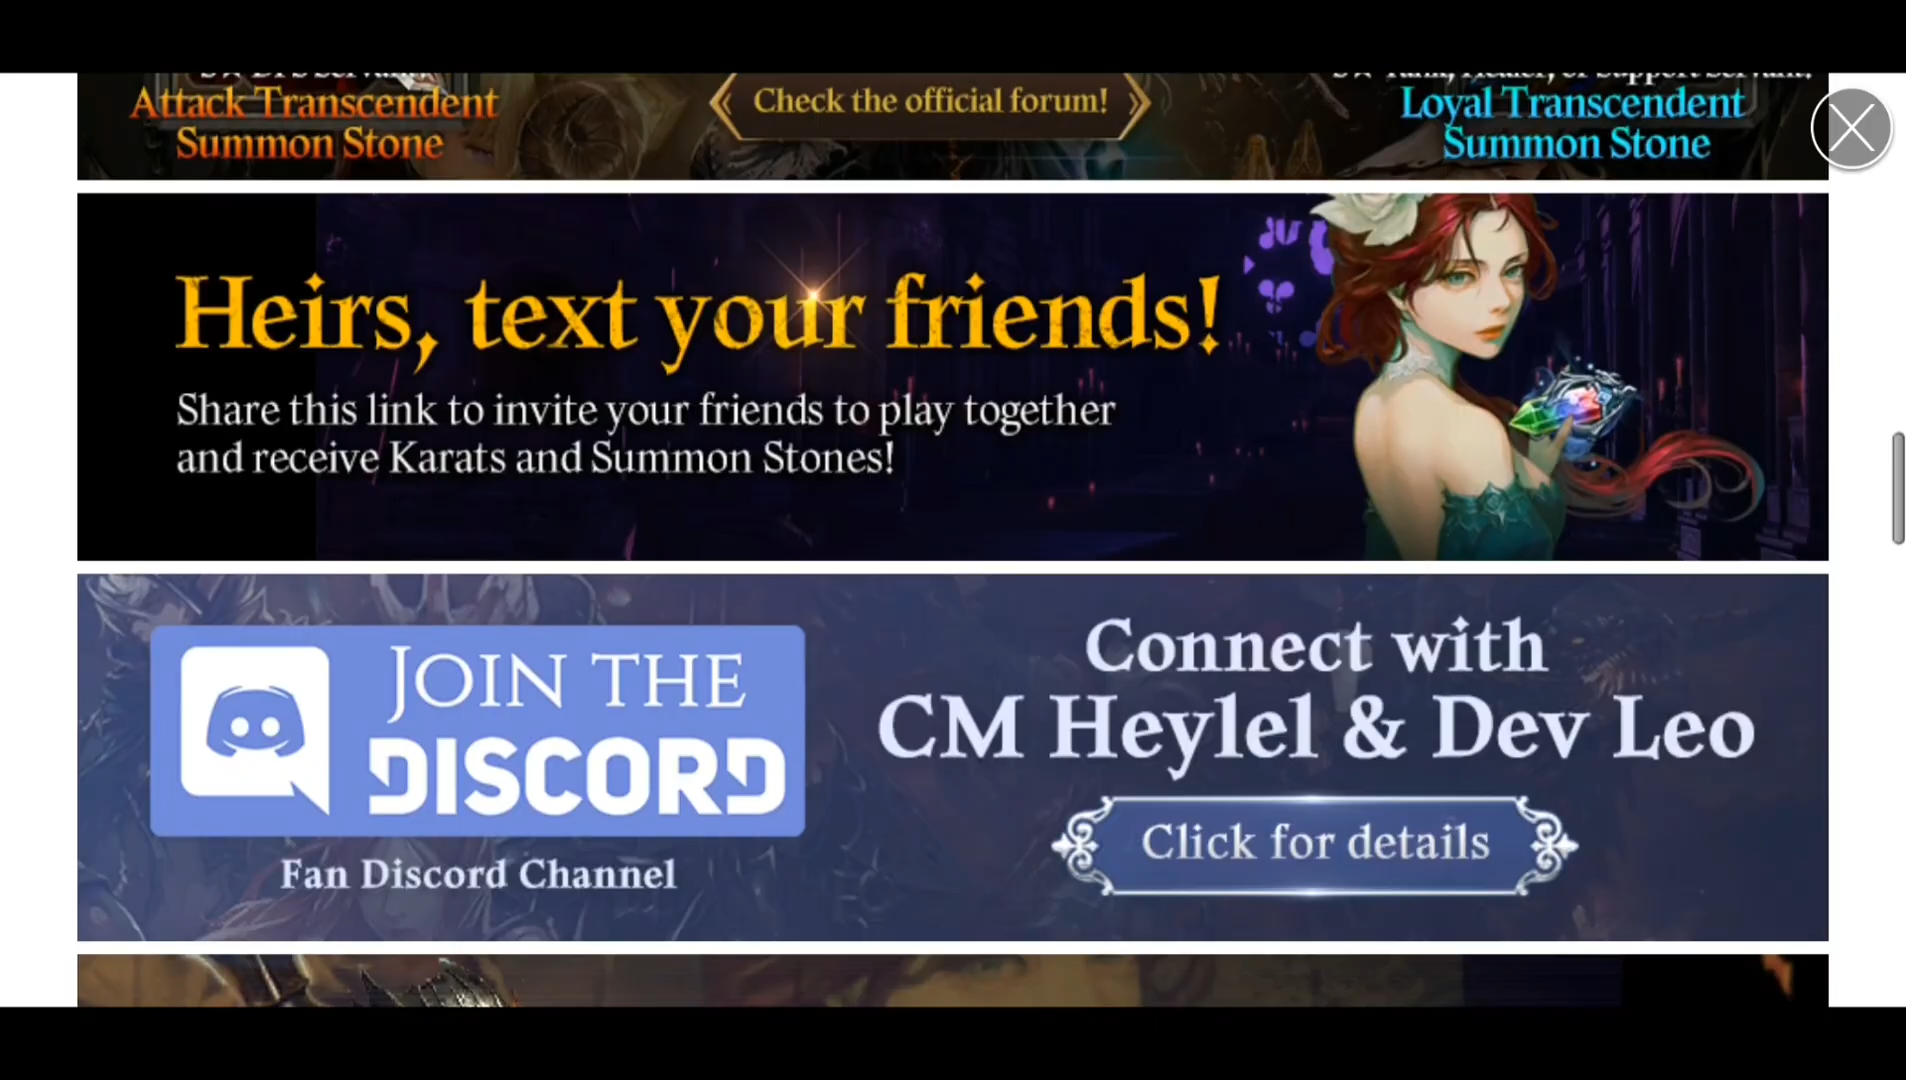 Attack Transcendent
Summon Stone
Check the official forum!
Loyal Transcendent
Summon Stone
Heirs, text your friends!
Share this link to invite your friends to play together
and receive Karats and Summon Stones!
JOIN THE
DISCORD
Fan Discord Channel
Connect with
CM Heylel & Dev Leo
Click for details